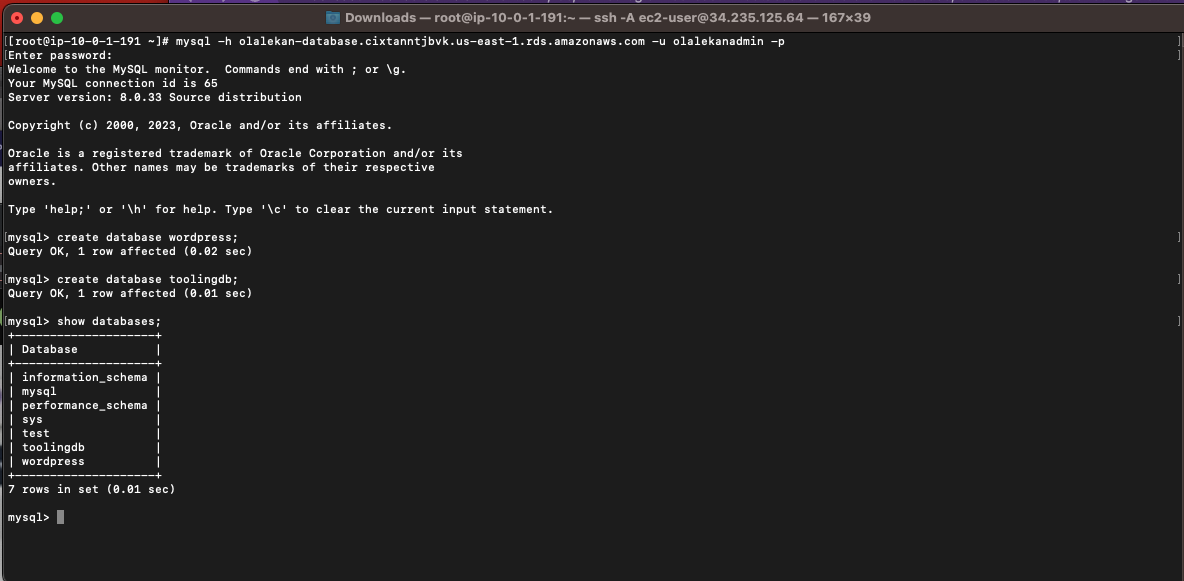 Downloads — root@ip-10-0-1-191:~ — ssh -A ec2-user@34.235.125.64 — 167×39
[[root@ip-10-0-1-191 ~]# mysql -h olalekan-database.cixtanntjbvk.us-east-1.rds.amazonaws.com -u olalekanadmin -p ]
[Enter password: ]
Welcome to the MySQL monitor.  Commands end with ; or \g.
Your MySQL connection id is 65
Server version: 8.0.33 Source distribution

Copyright (c) 2000, 2023, Oracle and/or its affiliates.

Oracle is a registered trademark of Oracle Corporation and/or its
affiliates. Other names may be trademarks of their respective
owners.

Type 'help;' or '\h' for help. Type '\c' to clear the current input statement.

[mysql> create database wordpress; ]
Query OK, 1 row affected (0.02 sec)

[mysql> create database toolingdb; ]
Query OK, 1 row affected (0.01 sec)

[mysql> show databases; ]
+--------------------+
| Database           |
+--------------------+
| information_schema |
| mysql              |
| performance_schema |
| sys                |
| test               |
| toolingdb          |
| wordpress          |
+--------------------+
7 rows in set (0.01 sec)

mysql>